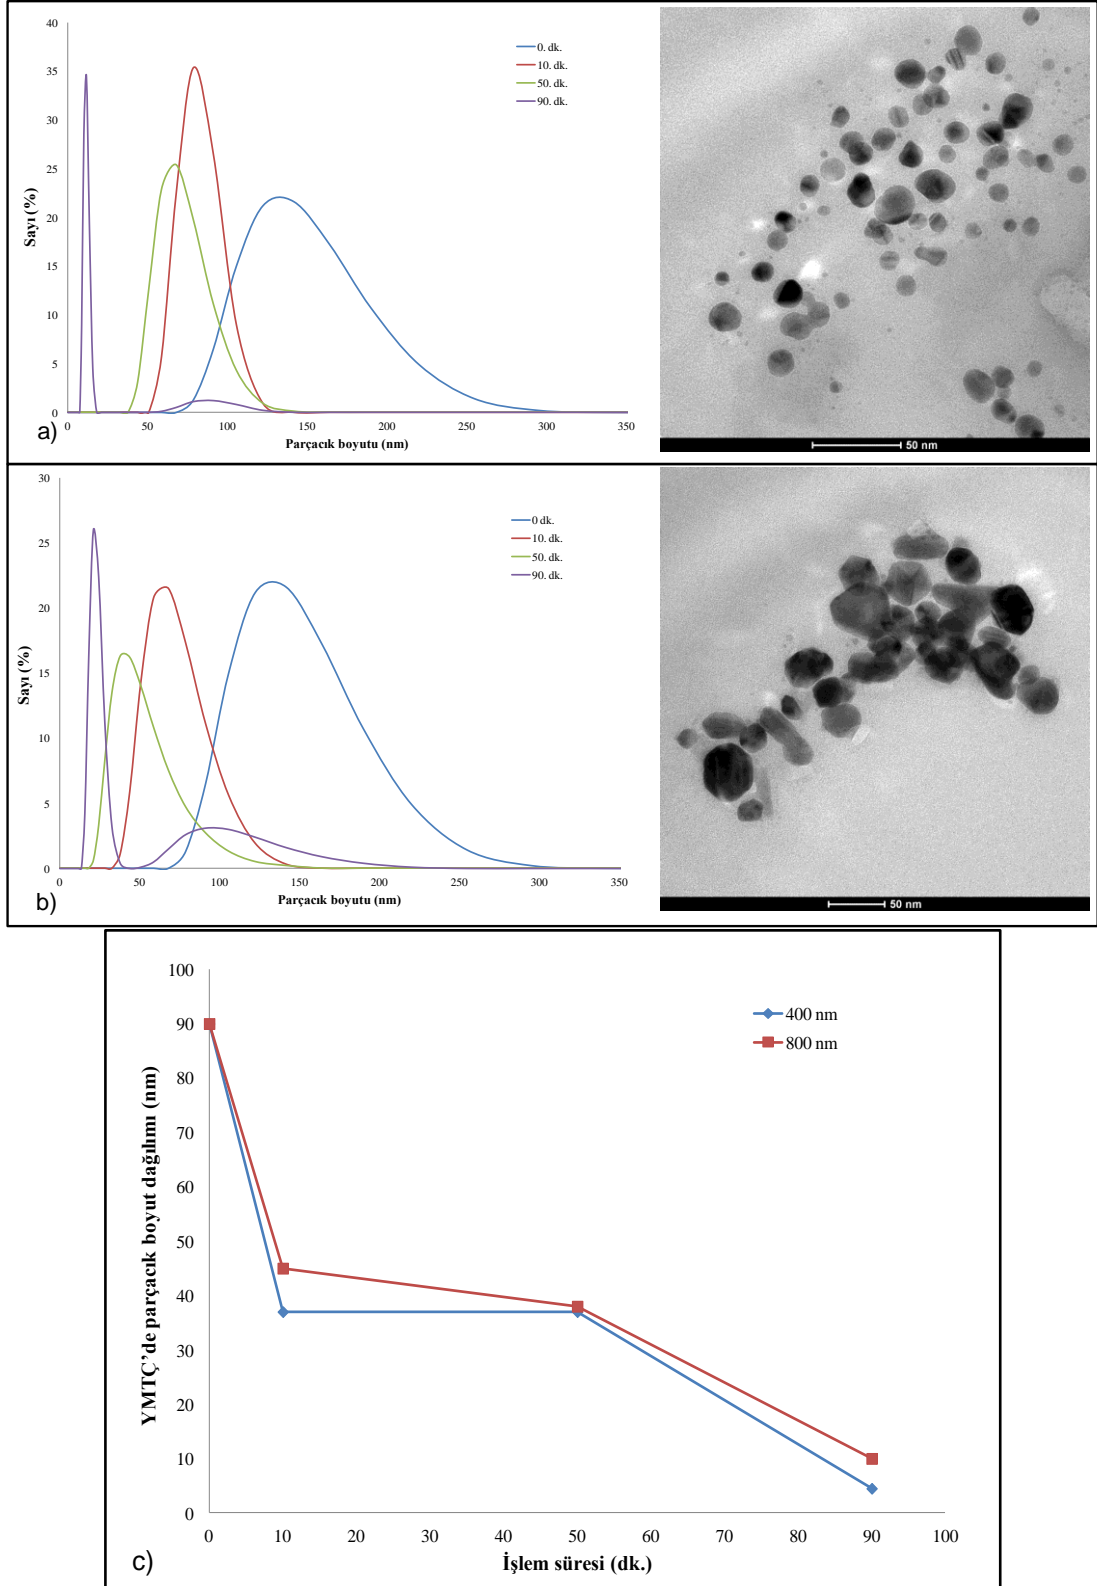 40
35
30
25
20
15
10
5
0
Sayı (%)
0. dk.
10. dk.
50. dk.
90. dk.
0 50 100 150 200 250 300 350
Parçacık boyutu (nm)
a)
50 nm
30
25
20
15
10
5
0
Sayı (%)
0 dk.
10. dk.
50. dk.
90. dk.
0 50 100 150 200 250 300 350
Parçacık boyutu (nm)
b)
50 nm
100
90
80
70
60
50
40
30
20
10
0
YMTÇ'de parçacık boyut dağılımı (nm)
400 nm
800 nm
0 10 20 30 40 50 60 70 80 90 100
İşlem süresi (dk.)
c)